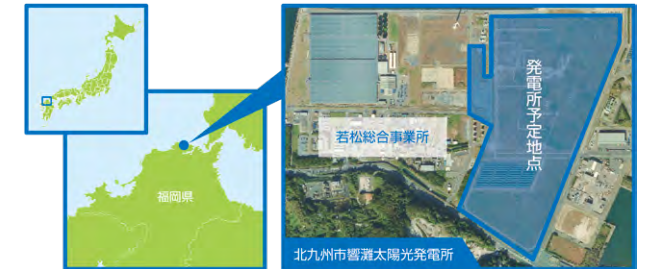 福岡県
発電所予定地点
若松総合事業所
北九州市響灘太陽光発電所